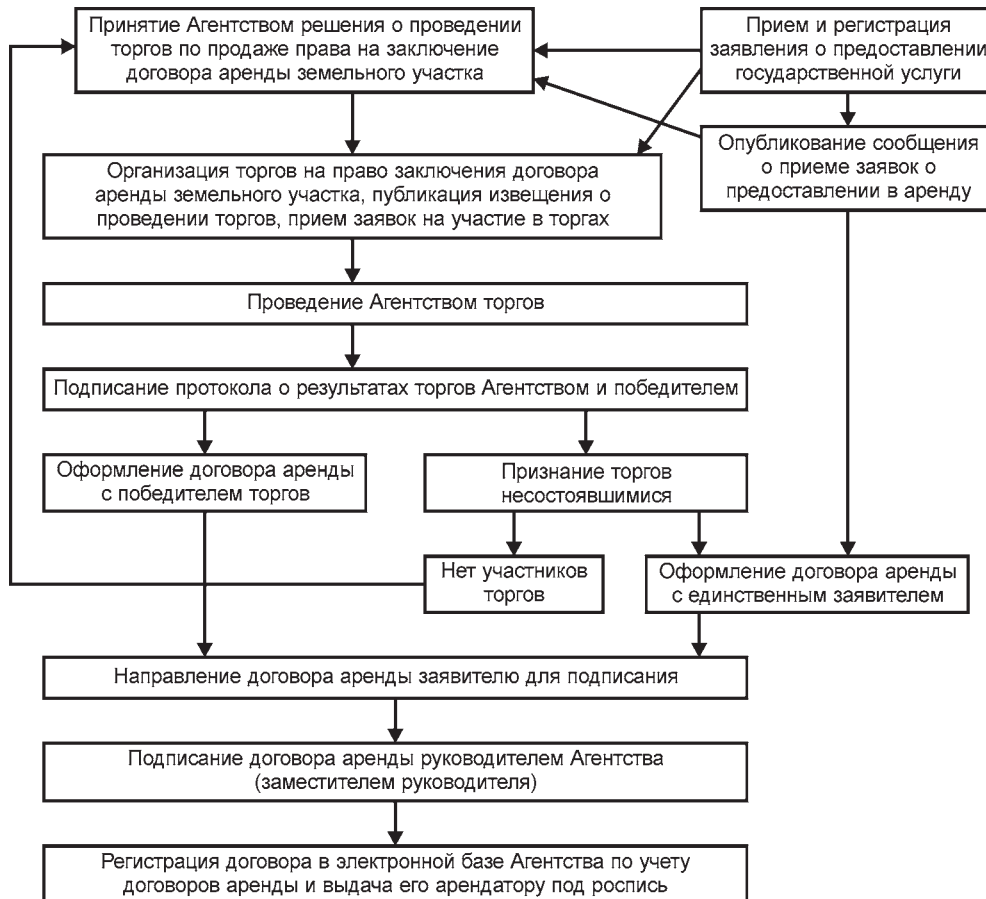 Принятие Агентством решения о проведении
торгов по продаже права на заключение
договора аренды земельного участка
Прием и регистрация
заявления о предоставлении
государственной услуги
Опубликование сообщения
о приеме заявок о
предоставлении в аренду
Организация торгов на право заключения договора
аренды земельного участка, публикация извещения о
проведении торгов, прием заявок на участие в торгах
Проведение Агентством торгов
Подписание протокола о результатах торгов Агентством и победителем
Оформление договора аренды
с победителем торгов
Признание торгов
несостоявшимися
Нет участников
торгов
Оформление договора аренды
с единственным заявителем
Направление договора аренды заявителю для подписания
Подписание договора аренды руководителем Агентства
(заместителем руководителя)
Регистрация договора в электронной базе Агентства по учету
договоров аренды и выдача его арендатору под роспись